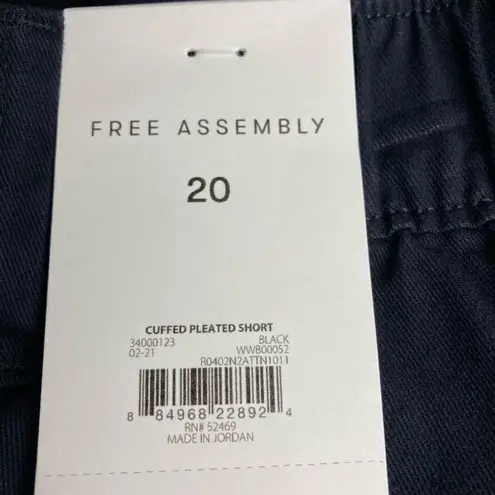 FREE ASSEMBLY
20
CUFFED PLEATED SHORT
34000123 BLACK
02-21 WWB00052
R0402N2ATTN1011
8 84968 22892 4
RN# 52469
MADE IN JORDAN